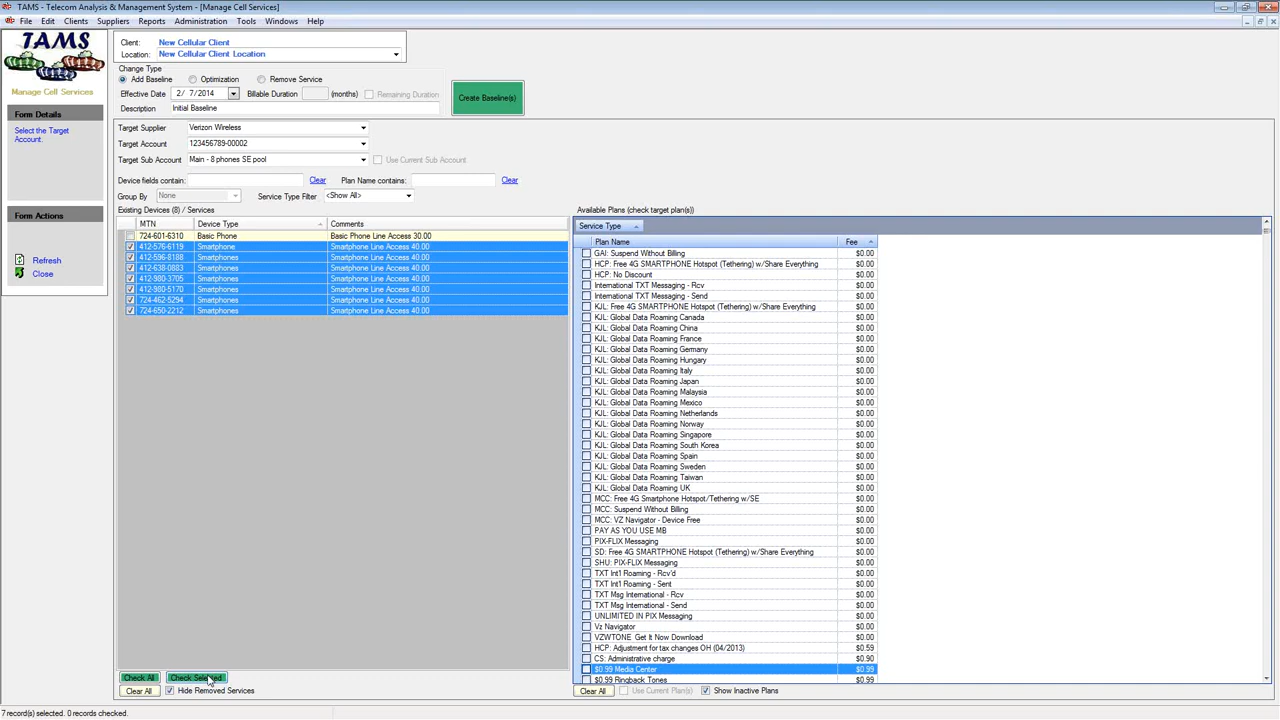 TAMS - Telecom Analysis & Management System - [Manage Cell Services]
File Edit Clients Suppliers Reports Administration Tools Windows Help
TAMS
Manage Cell Services
Form Details
Select the Target
Account.
Form Actions
Refresh
Close
Client: New Cellular Client
Location: New Cellular Client Location
Change Type
Add Baseline Optimization Remove Service
Effective Date 2/ 7/2014 Billable Duration (months) Remaining Duration
Description Initial Baseline
Create Baseline(s)
Target Supplier Verizon Wireless
Target Account 123456789-00002
Target Sub Account Main - 8 phones SE pool Use Current Sub Account
Device fields contain: Clear Plan Name contains: Clear
Group By None Service Type Filter <Show All>
Existing Devices (8) / Services
MTN Device Type Comments
724-601-6310 Basic Phone Basic Phone Line Access 30.00
412-576-6119 Smartphone Smartphone Line Access 40.00
412-596-8188 Smartphones Smartphone Line Access 40.00
412-638-0883 Smartphones Smartphone Line Access 40.00
412-980-3705 Smartphones Smartphone Line Access 40.00
412-980-5170 Smartphones Smartphone Line Access 40.00
724-462-5294 Smartphones Smartphone Line Access 40.00
724-650-2212 Smartphones Smartphone Line Access 40.00
Check All Check Selected
Clear All Hide Removed Services
Available Plans (check target plan(s))
Service Type
Plan Name Fee
GAI: Suspend Without Billing $0.00
HCP: Free 4G SMARTPHONE Hotspot (Tethering) w/Share Everything $0.00
HCP: No Discount $0.00
International TXT Messaging - Rcv $0.00
International TXT Messaging - Send $0.00
KJL: Free 4G SMARTPHONE Hotspot (Tethering) w/Share Everything $0.00
KJL: Global Data Roaming Canada $0.00
KJL: Global Data Roaming China $0.00
KJL: Global Data Roaming France $0.00
KJL: Global Data Roaming Germany $0.00
KJL: Global Data Roaming Hungary $0.00
KJL: Global Data Roaming Italy $0.00
KJL: Global Data Roaming Japan $0.00
KJL: Global Data Roaming Malaysia $0.00
KJL: Global Data Roaming Mexico $0.00
KJL: Global Data Roaming Netherlands $0.00
KJL: Global Data Roaming Norway $0.00
KJL: Global Data Roaming Singapore $0.00
KJL: Global Data Roaming South Korea $0.00
KJL: Global Data Roaming Spain $0.00
KJL: Global Data Roaming Sweden $0.00
KJL: Global Data Roaming Taiwan $0.00
KJL: Global Data Roaming UK $0.00
MCC: Free 4G Smartphone Hotspot/Tethering w/SE $0.00
MCC: Suspend Without Billing $0.00
MCC: VZ Navigator - Device Free $0.00
PAY AS YOU USE MB $0.00
PIX-FLIX Messaging $0.00
SD: Free 4G SMARTPHONE Hotspot (Tethering) w/Share Everything $0.00
SHU: PIX-FLIX Messaging $0.00
TXT Int'l Roaming - Rcv'd $0.00
TXT Int'l Roaming - Sent $0.00
TXT Msg International - Rcv $0.00
TXT Msg International - Send $0.00
UNLIMITED IN PIX Messaging $0.00
Vz Navigator $0.00
VZWTONE Get It Now Download $0.00
HCP: Adjustment for tax changes OH (04/2013) $0.59
CS: Administrative charge $0.90
$0.99 Media Center $0.99
$0.99 Ringback Tones $0.99
Clear All Use Current Plan(s) Show Inactive Plans
7 record(s) selected. 0 records checked.